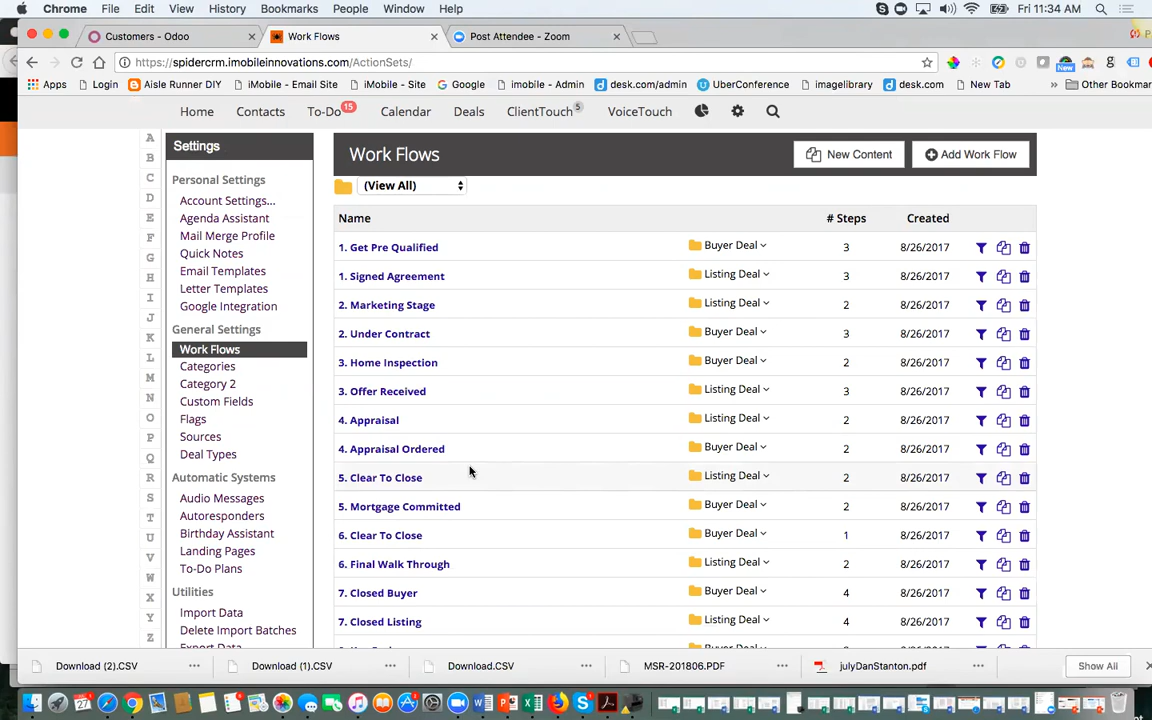 Chrome File Edit View History Bookmarks People Window Help Fri 11:34 AM
Customers - Odoo Work Flows Post Attendee - Zoom
https://spidercrm.imobileinnovations.com/ActionSets/
Apps Login Aisle Runner DIY iMobile - Email Site iMobile - Site Google imobile - Admin desk.com/admin UberConference imagelibrary desk.com New Tab Other Bookmar
Home Contacts To-Do 15 Calendar Deals ClientTouch 5 VoiceTouch
A
B
C
D
E
F
G
H
I
J
K
L
M
N
O
P
Q
R
S
T
U
V
W
X
Y
Z
Settings
Personal Settings
Account Settings...
Agenda Assistant
Mail Merge Profile
Quick Notes
Email Templates
Letter Templates
Google Integration
General Settings
Work Flows
Categories
Category 2
Custom Fields
Flags
Sources
Deal Types
Automatic Systems
Audio Messages
Autoresponders
Birthday Assistant
Landing Pages
To-Do Plans
Utilities
Import Data
Delete Import Batches
Work Flows New Content Add Work Flow
(View All)
Name # Steps Created
1. Get Pre Qualified Buyer Deal 3 8/26/2017
1. Signed Agreement Listing Deal 3 8/26/2017
2. Marketing Stage Listing Deal 2 8/26/2017
2. Under Contract Buyer Deal 3 8/26/2017
3. Home Inspection Buyer Deal 2 8/26/2017
3. Offer Received Listing Deal 3 8/26/2017
4. Appraisal Listing Deal 2 8/26/2017
4. Appraisal Ordered Buyer Deal 2 8/26/2017
5. Clear To Close Listing Deal 2 8/26/2017
5. Mortgage Committed Buyer Deal 2 8/26/2017
6. Clear To Close Buyer Deal 1 8/26/2017
6. Final Walk Through Listing Deal 2 8/26/2017
7. Closed Buyer Buyer Deal 4 8/26/2017
7. Closed Listing Listing Deal 4 8/26/2017
Download (2).CSV Download (1).CSV Download.CSV MSR-201806.PDF julyDanStanton.pdf Show All